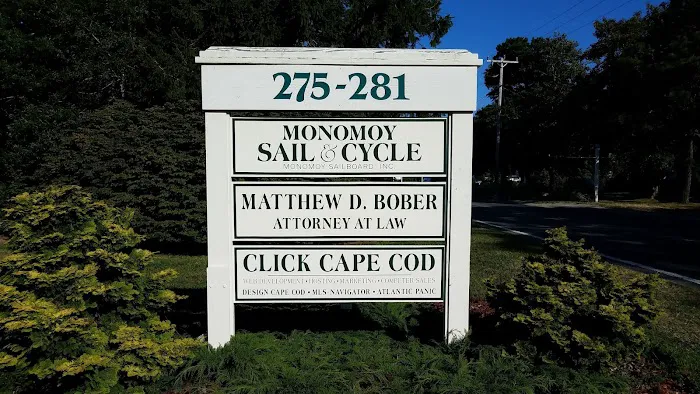 275-281
MONOMOY
SAIL & CYCLE
MONOMOY SAILBOARD, INC.
MATTHEW D. BOBER
ATTORNEY AT LAW
CLICK CAPE COD
WEB DEVELOPMENT • HOSTING • MARKETING • COMPUTER SALES
DESIGN CAPE COD • MLS NAVIGATOR • ATLANTIC PANIC